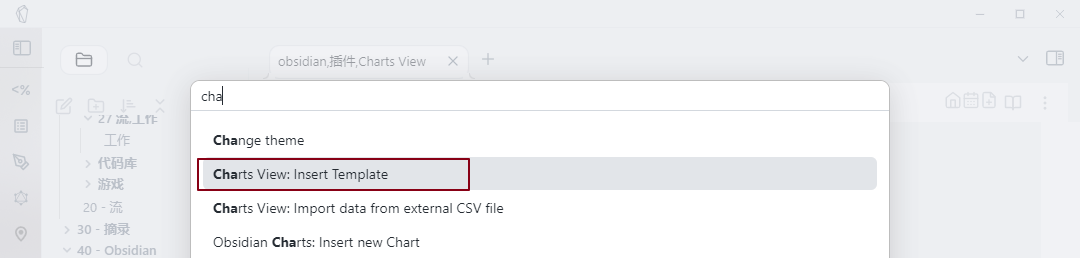 obsidian,插件,Charts View
<%
cha
27 流,工作
工作
代码库
游戏
20 - 流
30 - 摘录
40 - Obsidian
Change theme
Charts View: Insert Template
Charts View: Import data from external CSV file
Obsidian Charts: Insert new Chart